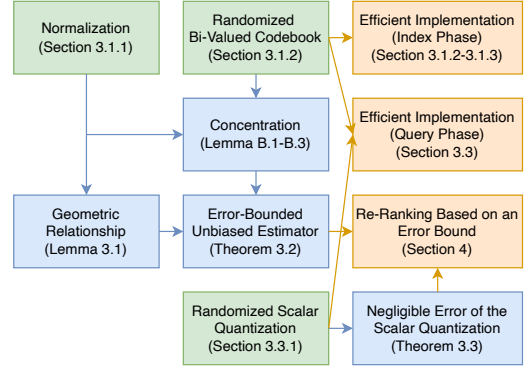 Normalization
(Section 3.1.1)
Randomized
Bi-Valued Codebook
(Section 3.1.2)
Efficient Implementation
(Index Phase)
(Section 3.1.2-3.1.3)
Concentration
(Lemma B.1-B.3)
Efficient Implementation
(Query Phase)
(Section 3.3)
Geometric
Relationship
(Lemma 3.1)
Error-Bounded
Unbiased Estimator
(Theorem 3.2)
Re-Ranking Based on an
Error Bound
(Section 4)
Randomized Scalar
Quantization
(Section 3.3.1)
Negligible Error of the
Scalar Quantization
(Theorem 3.3)